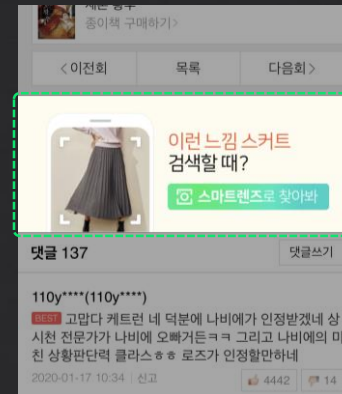 종이책 구매하기>
<이전회 목록 다음회>
이런 느낌 스커트
검색할 때?
스마트렌즈로 찾아봐
댓글 137 댓글쓰기
110y****(110y****)
BEST 고맙다 케트런 네 덕분에 나비에가 인정받겠네 상
시천 전문가가 나비에 오빠거든ㅋㅋ 그리고 나비에의 미
친 상황판단력 클라스ㅎㅎ 로즈가 인정할만하네
2020-01-17 10:34 신고 4442 14